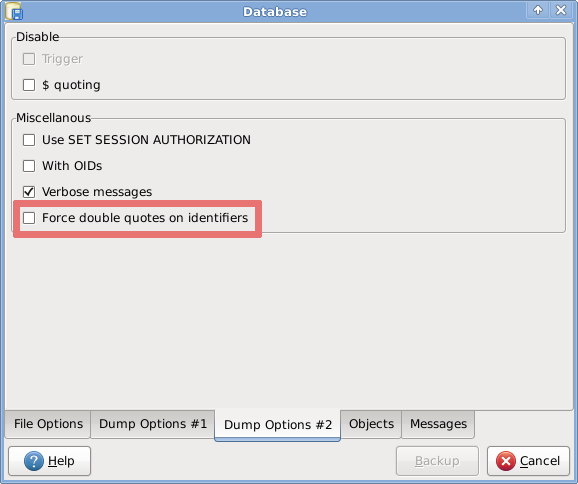 Database
Disable
Trigger
$ quoting
Miscellanous
Use SET SESSION AUTHORIZATION
With OIDs
Verbose messages
Force double quotes on identifiers
File Options Dump Options #1 Dump Options #2 Objects Messages
? Help Backup Cancel